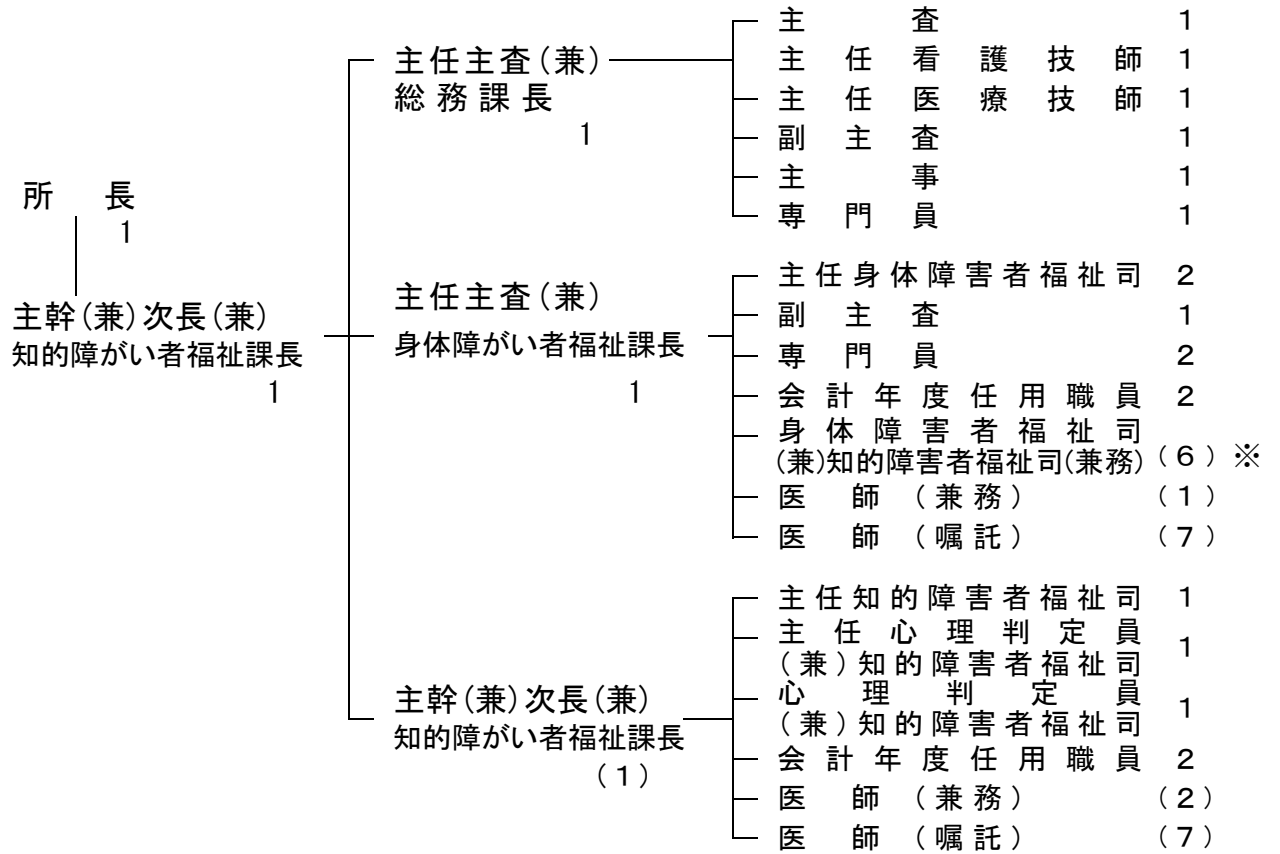 所長
1
主幹(兼)次長(兼)
知的障がい者福祉課長
1
主任主査(兼)
総務課長
1
主査 1
主任看護技師 1
主任医療技師 1
副主査 1
主事 1
専門員 1
主任主査(兼)
身体障がい者福祉課長
1
主任身体障害者福祉司 2
副主査 1
専門員 2
会計年度任用職員 2
身体障害者福祉司
(兼)知的障害者福祉司(兼務) (6) ※
医師(兼務) (1)
医師(嘱託) (7)
主幹(兼)次長(兼)
知的障がい者福祉課長
(1)
主任知的障害者福祉司 1
主任心理判定員
(兼)知的障害者福祉司 1
心理判定員
(兼)知的障害者福祉司 1
会計年度任用職員 2
医師(兼務) (2)
医師(嘱託) (7)